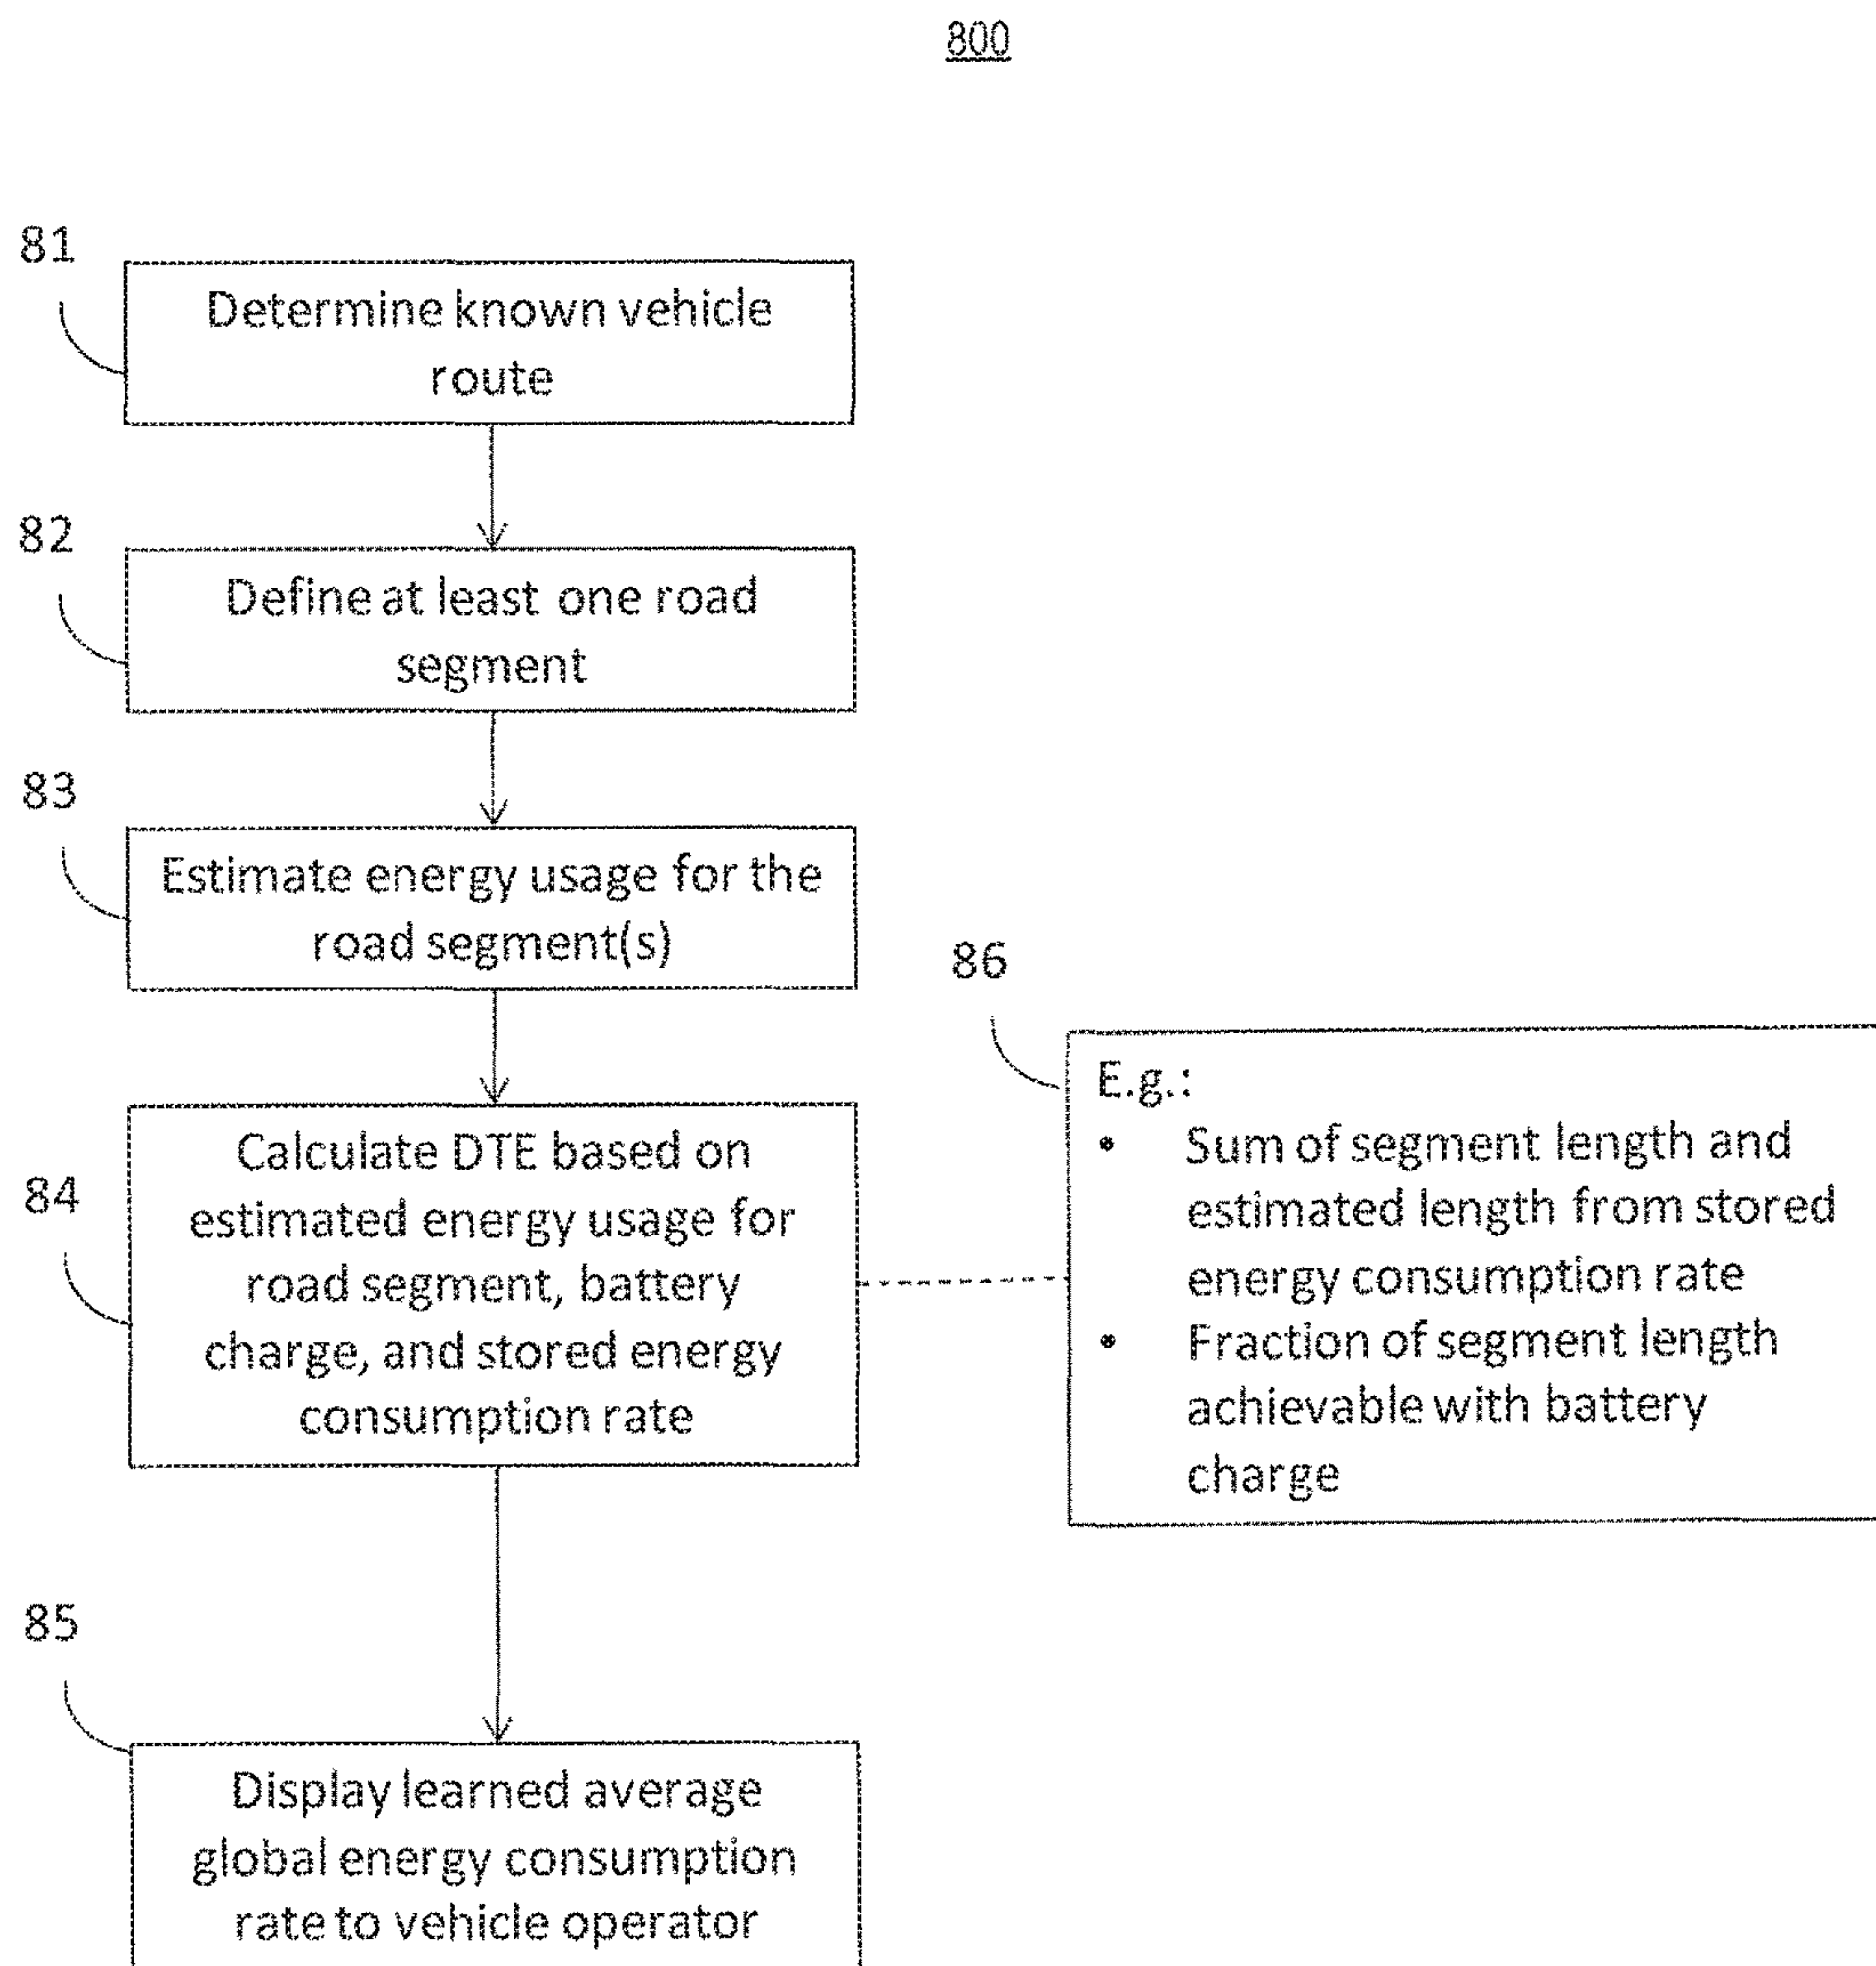 800
81
Determine known vehicle
route
82
Define at least one road
segment
83
Estimate energy usage for the
road segment(s)
84
Calculate DTE based on
estimated energy usage for
road segment, battery
charge, and stored energy
consumption rate
86
E.g.:
• Sum of segment length and
estimated length from stored
energy consumption rate
• Fraction of segment length
achievable with battery
charge
85
Display learned average
global energy consumption
rate to vehicle operator